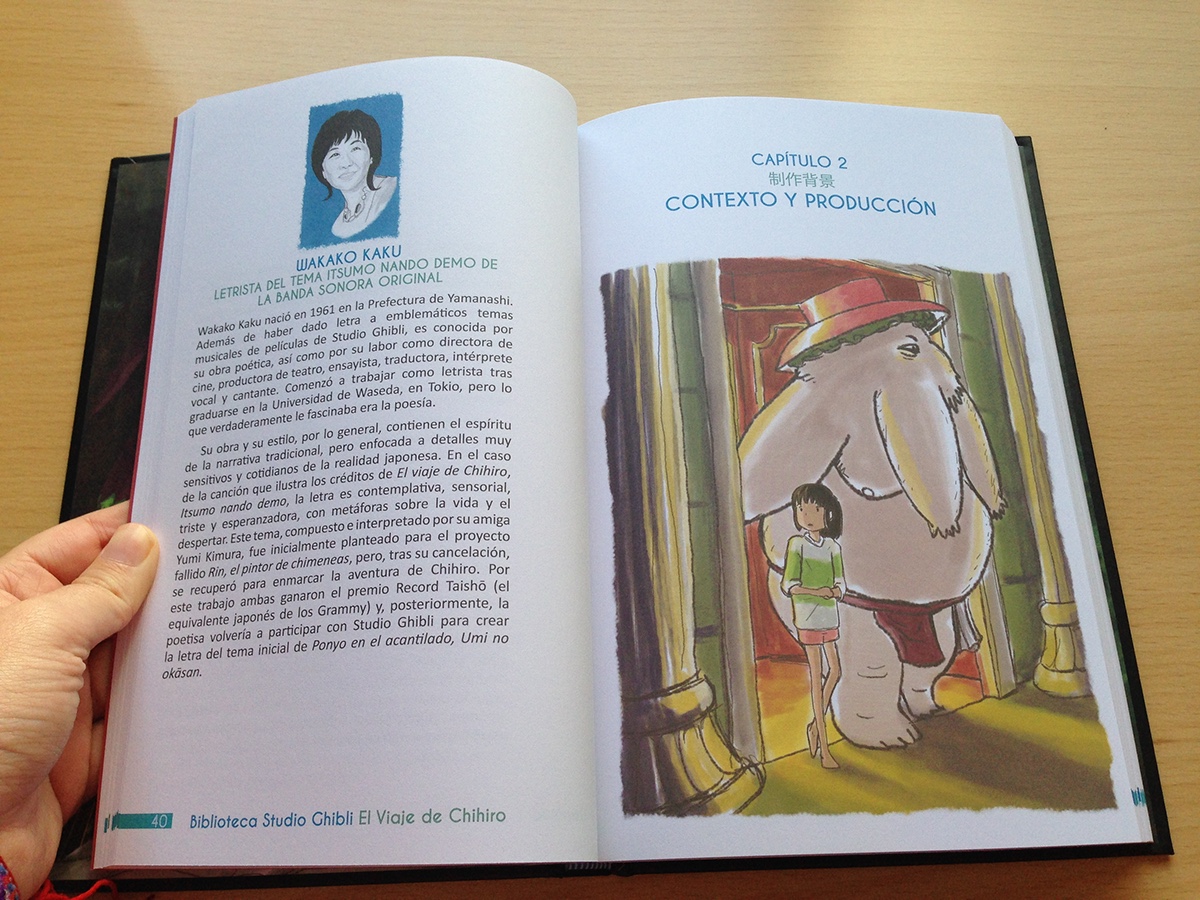 WAKAKO KAKU
LETRISTA DEL TEMA ITSUMO NANDO DEMO DE
LA BANDA SONORA ORIGINAL
Wakako Kaku nació en 1961 en la Prefectura de Yamanashi.
Además de haber dado letra a emblemáticos temas
musicales de películas de Studio Ghibli, es conocida por
su obra poética, así como por su labor como directora de
cine, productora de teatro, ensayista, traductora, intérprete
vocal y cantante. Comenzó a trabajar como letrista tras
graduarse en la Universidad de Waseda, en Tokio, pero lo
que verdaderamente le fascinaba era la poesía.
Su obra y su estilo, por lo general, contienen el espíritu
de la narrativa tradicional, pero enfocada a detalles muy
sensitivos y cotidianos de la realidad japonesa. En el caso
de la canción que ilustra los créditos de El viaje de Chihiro,
Itsumo nando demo, la letra es contemplativa, sensorial,
triste y esperanzadora, con metáforas sobre la vida y el
despertar. Este tema, compuesto e interpretado por su amiga
Yumi Kimura, fue inicialmente planteado para el proyecto
fallido Rin, el pintor de chimeneas, pero, tras su cancelación,
se recuperó para enmarcar la aventura de Chihiro. Por
este trabajo ambas ganaron el premio Record Taishō (el
equivalente japonés de los Grammy) y, posteriormente, la
poetisa volvería a participar con Studio Ghibli para crear
la letra del tema inicial de Ponyo en el acantilado, Umi no
okāsan.
40 Biblioteca Studio Ghibli El Viaje de Chihiro
CAPÍTULO 2
制作背景
CONTEXTO Y PRODUCCIÓN